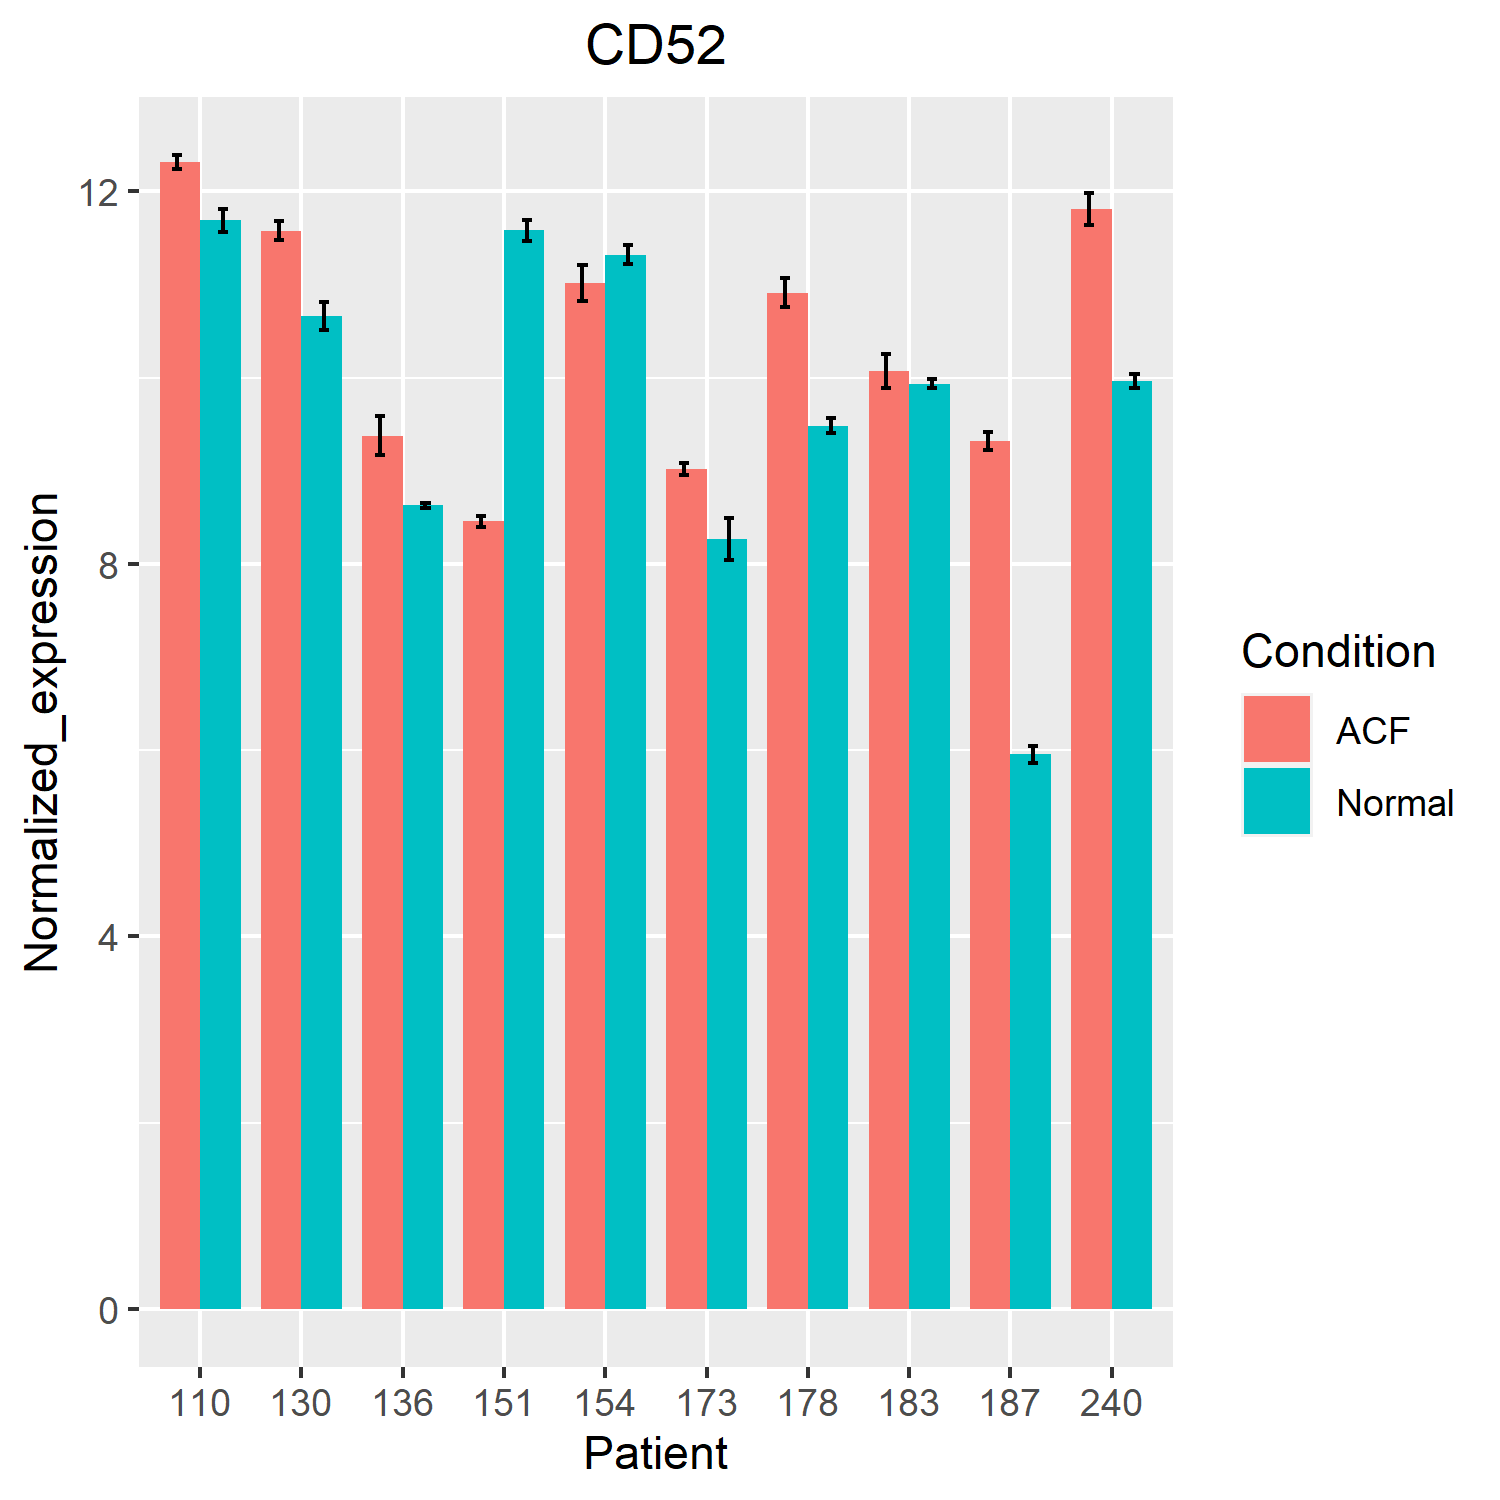 CD52
12
8
4
0
Normalized_expression
110 130 136 151 154 173 178 183 187 240
Patient
Condition
ACF
Normal